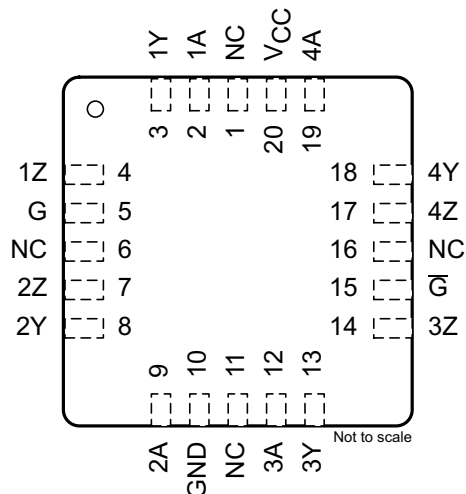 1Y 1A NC VCC 4A
3 2 1 20 19
1Z 4 18 4Y
G 5 17 4Z
NC 6 16 NC
2Z 7 15 G̅
2Y 8 14 3Z
9 10 11 12 13
2A GND NC 3A 3Y
Not to scale